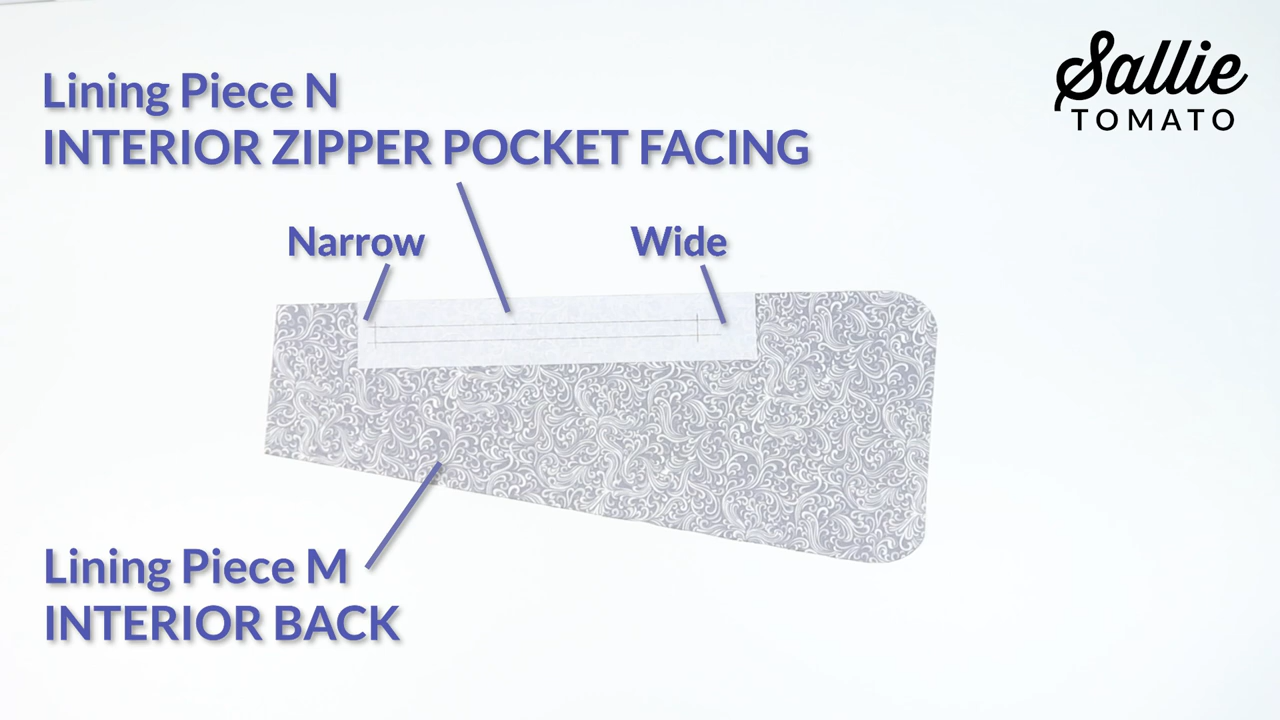 Sallie
TOMATO
Lining Piece N
INTERIOR ZIPPER POCKET FACING
Narrow
Wide
Lining Piece M
INTERIOR BACK